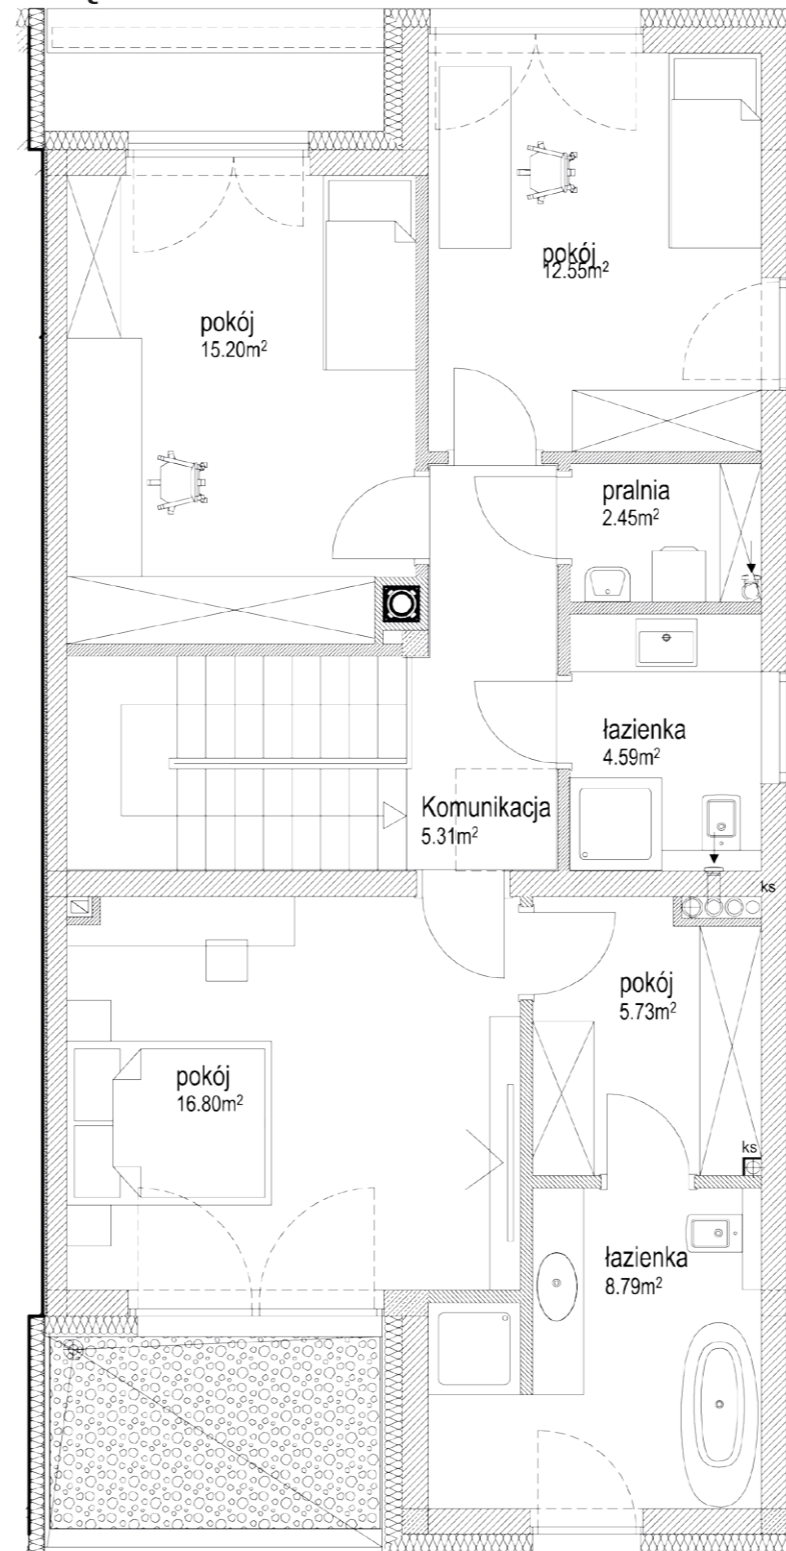 pokój
12.55m²
pokój
15.20m²
pralnia
2.45m²
łazienka
4.59m²
Komunikacja
5.31m²
ks
pokój
5.73m²
pokój
16.80m²
ks
łazienka
8.79m²